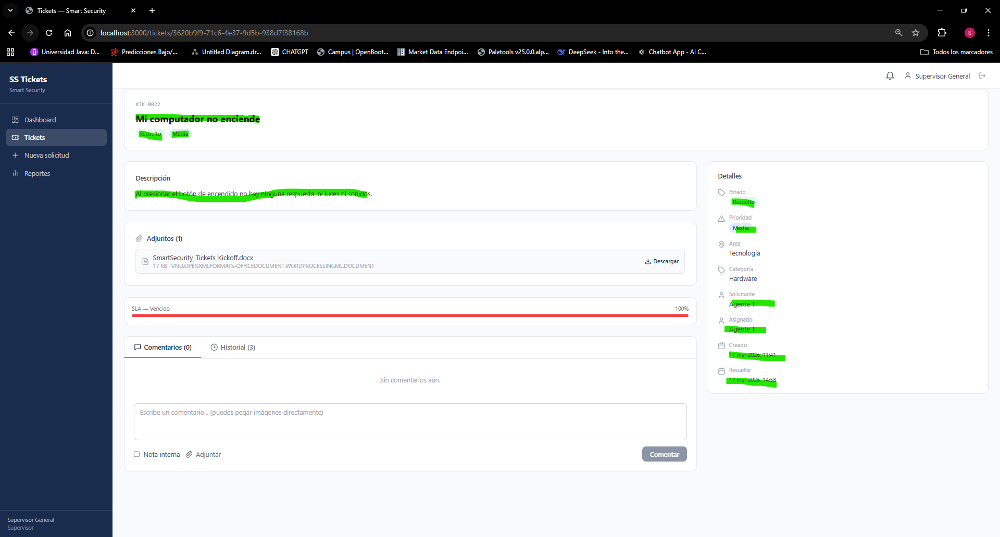 Tickets — Smart Security
localhost:3000/tickets/3620b9f9-71c6-4e37-9d5b-938d7f38168b
S
Universidad Java: D...
Predicciones Bajo/...
Untitled Diagram.dr...
CHATGPT
Campus | OpenBoot...
Market Data Endpoi...
Paletools v25.0.0.alp...
DeepSeek - Into the...
Chatbot App - AI C...
Todos los marcadores
SS Tickets
Smart Security
Supervisor General
Dashboard
Tickets
Nueva solicitud
Reportes
#TK-0022
Mi computador no enciende
Resuelto
Media
Descripción
Al presionar el botón de encendido no hay ninguna respuesta, ni luces ni sonidos.
Adjuntos (1)
SmartSecurity_Tickets_Kickoff.docx
17 KB · VND.OPENXMLFORMATS-OFFICEDOCUMENT.WORDPROCESSINGML.DOCUMENT
Descargar
SLA — Vencido
100%
Comentarios (0)
Historial (3)
Sin comentarios aún.
Escribe un comentario... (puedes pegar imágenes directamente)
Nota interna
Adjuntar
Comentar
Detalles
Estado
Resuelto
Prioridad
Media
Área
Tecnología
Categoría
Hardware
Solicitante
Agente TI
Asignado
Agente TI
Creado
17 mar 2026, 11:41
Resuelto
17 mar 2026, 14:58
Supervisor General
Supervisor